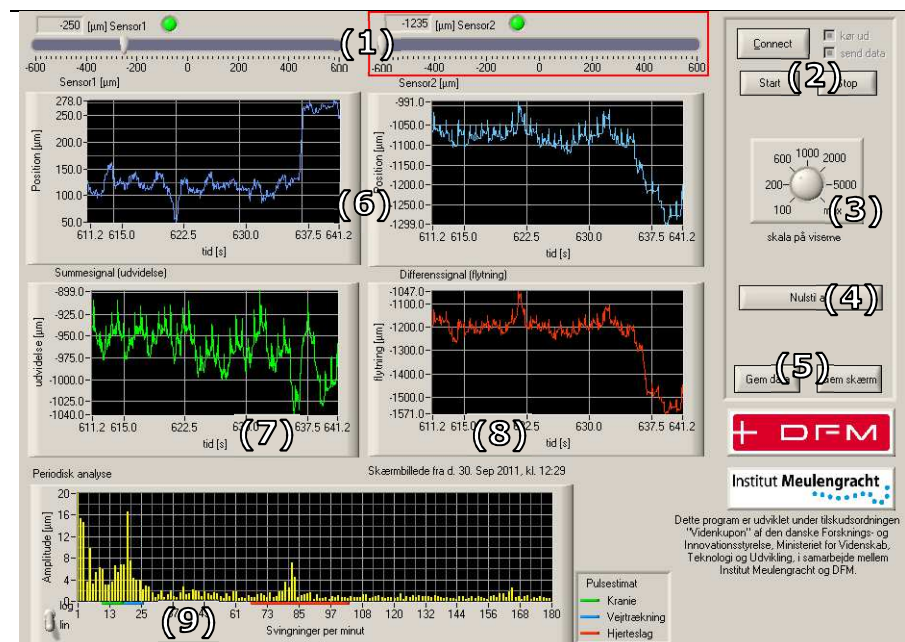 -250 [µm] Sensor1
-1235 [µm] Sensor2
(1)
-600 -400 -200 0 200 400 600
-600 -400 -200 0 200 400 600
Connect
kør ud
send data
Start
(2)
Stop
Sensor1 [µm]
278.0
250.0
200.0
150.0
100.0
50.0
Position [µm]
611.2 615.0 622.5 630.0 637.5 641.2
tid [s]
(6)
Sensor2 [µm]
-991.0
-1050.0
-1100.0
-1150.0
-1200.0
-1250.0
-1299.0
Position [µm]
611.2 615.0 622.5 630.0 637.5 641.2
tid [s]
600 1000 2000
200 5000
100
(3)
skala på viserne
Summesignal (udvidelse)
-899.0
-925.0
-950.0
-975.0
-1000.0
-1025.0
-1040.0
udvidelse [µm]
611.2 615.0 622.5 630.0 637.5 641.2
tid [s]
(7)
Differenssignal (flytning)
-1047.0
-1100.0
-1200.0
-1300.0
-1400.0
-1500.0
-1571.0
flytning [µm]
611.2 615.0 622.5 630.0 637.5 641.2
tid [s]
(8)
Nulstil
(4)
(5)
Gem
Gem skærm
DFM
Institut Meulengracht
Dette program er udviklet under tilskudsordningen
"Videnkupon" af den danske Forsknings- og
Innovationsstyrelse, Ministeriet for Videnskab,
Teknologi og Udvikling, i samarbejde mellem
Institut Meulengracht og DFM.
Periodisk analyse
Skærmbillede fra d. 30. Sep 2011, kl. 12:29
20
16
12
8
4
0
Amplitude [µm]
log
lin
1 13 25 37 49 60 73 85 97 109 120 132 144 156 168 180
Svingninger per minut
(9)
Pulsestimat
Kranie
Vejrtrækning
Hjerteslag